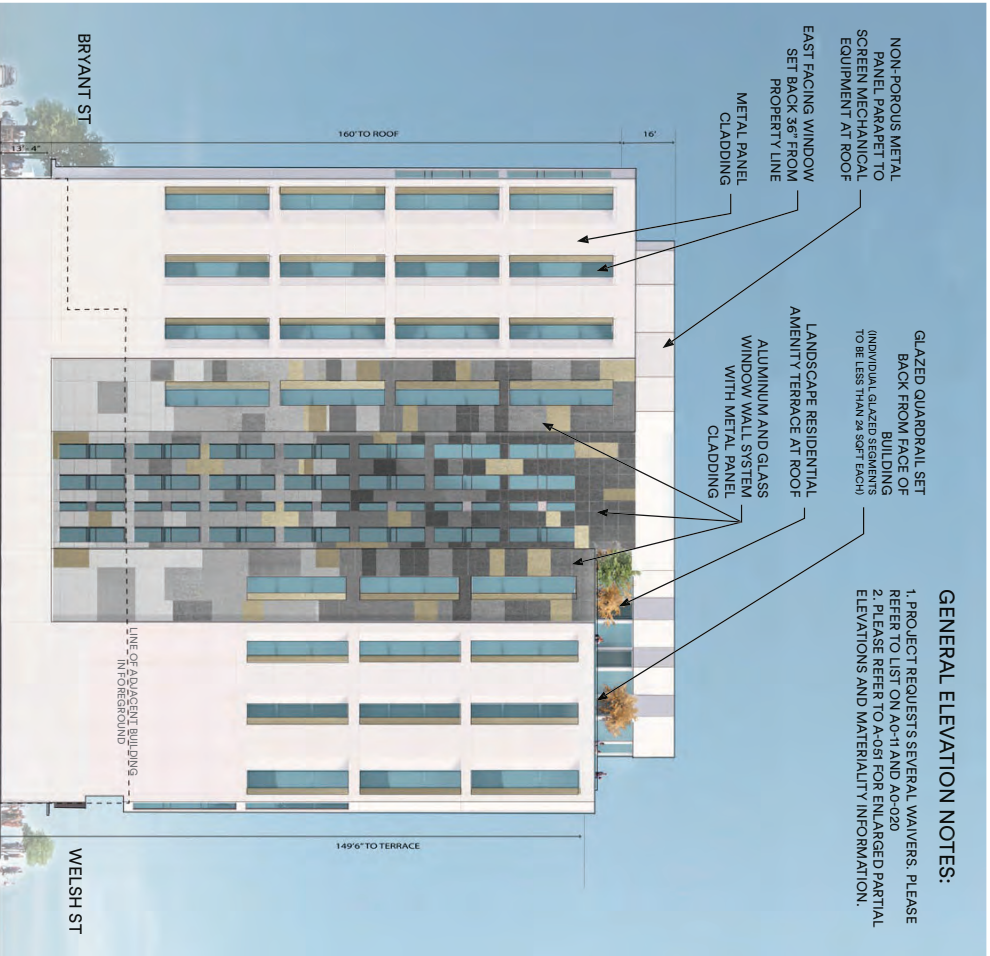 GENERAL ELEVATION NOTES:
1. PROJECT REQUESTS SEVERAL WAIVERS. PLEASE
REFER TO LIST ON A0-11 AND A0-020
2. PLEASE REFER TO A-051 FOR ENLARGED PARTIAL
ELEVATIONS AND MATERIALITY INFORMATION.
NON-POROUS METAL
PANEL PARAPET TO
SCREEN MECHANICAL
EQUIPMENT AT ROOF
EAST FACING WINDOW
SET BACK 36" FROM
PROPERTY LINE
METAL PANEL
CLADDING
GLAZED QUARDRAIL SET
BACK FROM FACE OF
BUILDING
(INDIVIDUAL GLAZED SEGMENTS
TO BE LESS THAN 24 SQFT EACH)
LANDSCAPE RESIDENTIAL
AMENITY TERRACE AT ROOF
ALUMINUM AND GLASS
WINDOW WALL SYSTEM
WITH METAL PANEL
CLADDING
16'
160' TO ROOF
13' - 4"
149'6" TO TERRACE
LINE OF ADJACENT BUILDING
IN FOREGROUND
BRYANT ST
WELSH ST